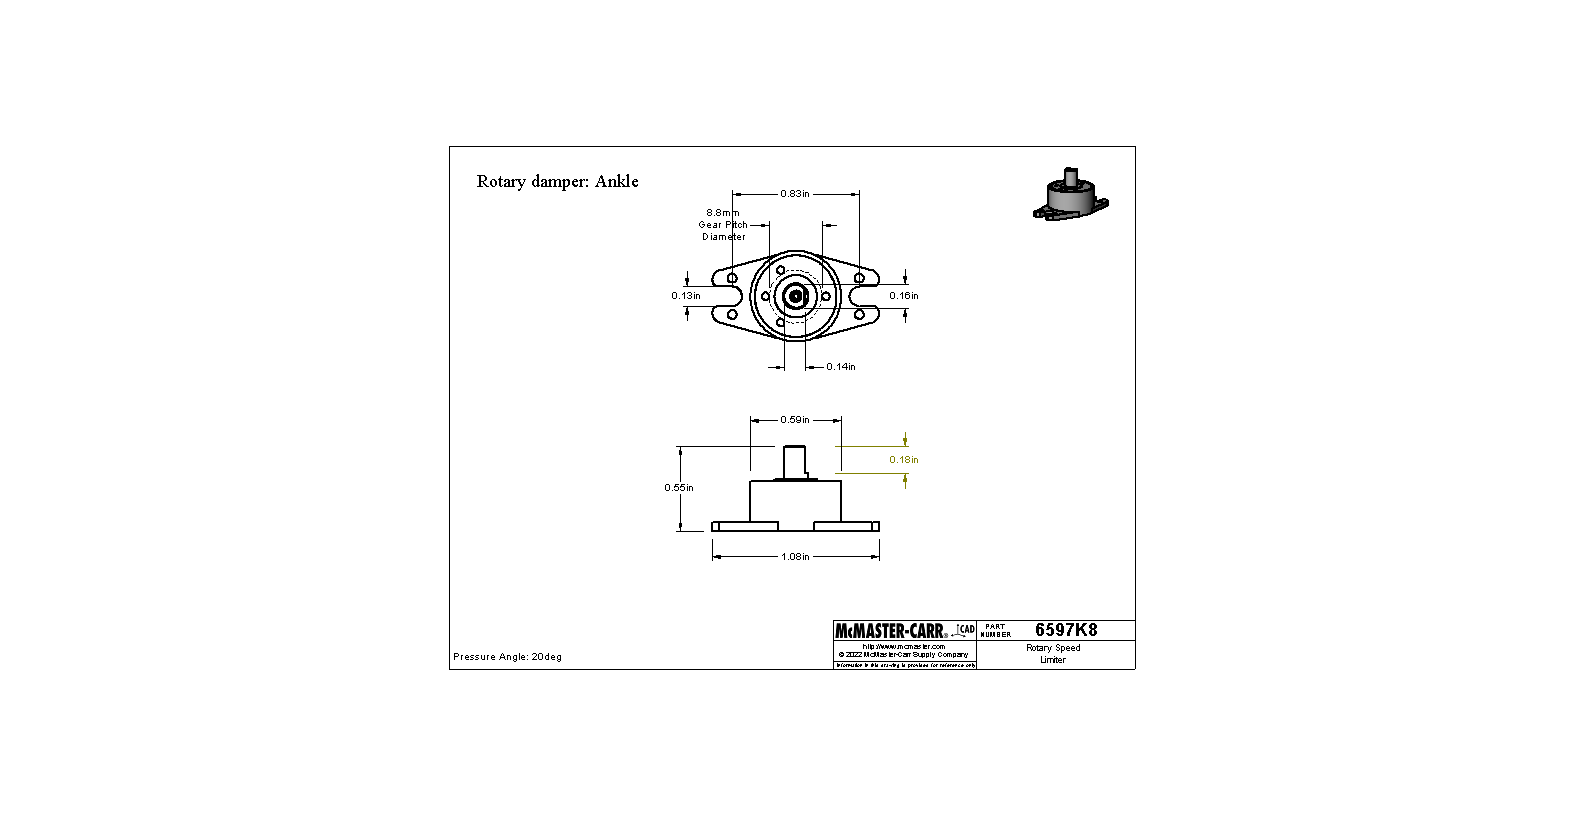 Rotary damper: Ankle
0.83in
8.8mm
Gear Pitch
Diameter
0.13in
0.16in
0.14in
0.59in
0.18in
0.55in
1.08in
McMASTER-CARR® CAD
PART
NUMBER
6597K8
http://www.mcmaster.com
© 2022 McMaster-Carr Supply Company
Information in this drawing is provided for reference only
Rotary Speed
Limiter
Pressure Angle: 20deg